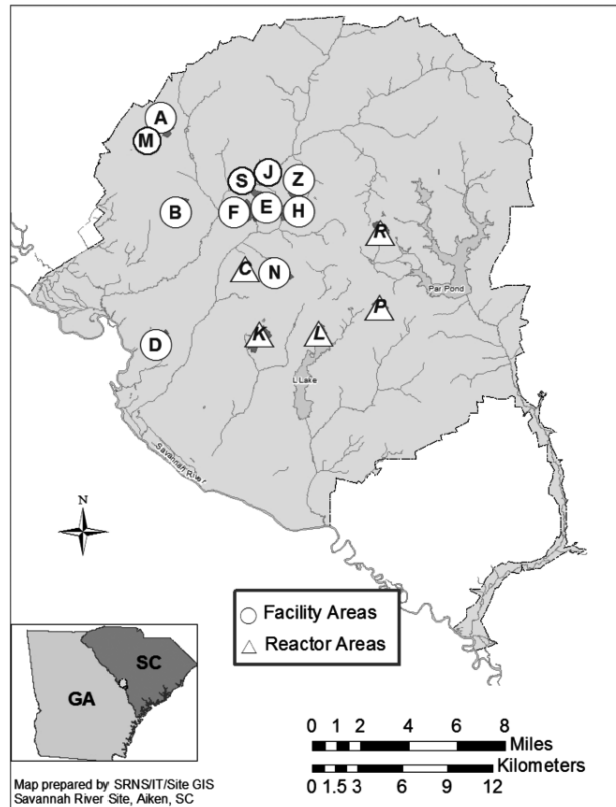 A
M
J
S
Z
B
F
E
H
R
C
N
Par Pond
P
D
K
L
L Lake
Savannah River
N
Facility Areas
Reactor Areas
SC
GA
0 1 2 4 6 8
Miles
Kilometers
0 1.5 3 6 9 12
Map prepared by SRNS/IT/Site GIS
Savannah River Site, Aiken, SC